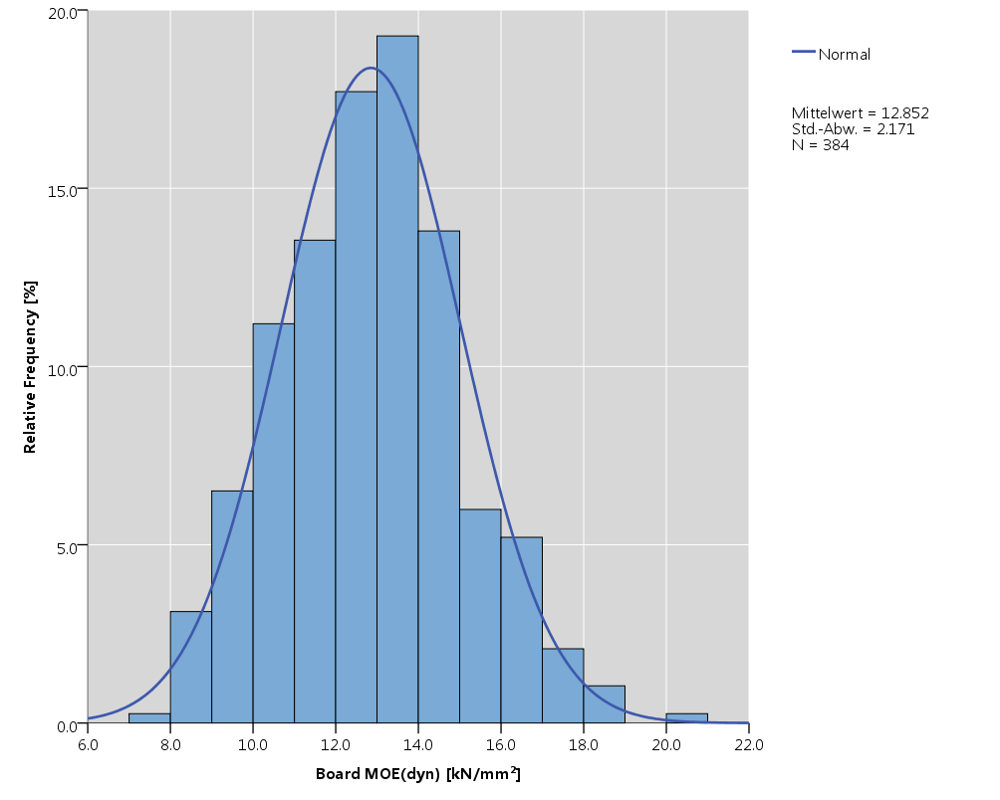 20.0
15.0
10.0
5.0
0.0
Relative Frequency [%]
6.0 8.0 10.0 12.0 14.0 16.0 18.0 20.0 22.0
Board MOE(dyn) [kN/mm²]
Normal
Mittelwert = 12.852
Std.-Abw. = 2.171
N = 384